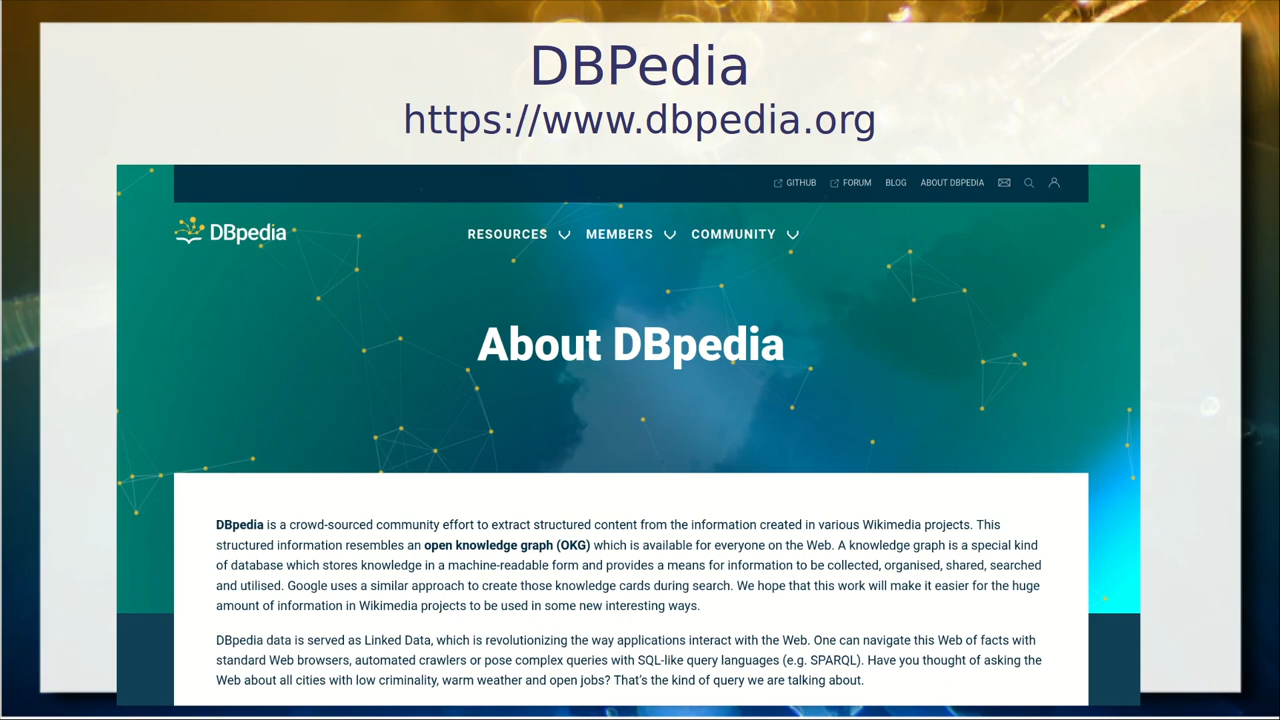 DBPedia
https://www.dbpedia.org
GITHUB FORUM BLOG ABOUT DBPEDIA
DBpedia RESOURCES MEMBERS COMMUNITY
About DBpedia
DBpedia is a crowd-sourced community effort to extract structured content from the information created in various Wikimedia projects. This
structured information resembles an open knowledge graph (OKG) which is available for everyone on the Web. A knowledge graph is a special kind
of database which stores knowledge in a machine-readable form and provides a means for information to be collected, organised, shared, searched
and utilised. Google uses a similar approach to create those knowledge cards during search. We hope that this work will make it easier for the huge
amount of information in Wikimedia projects to be used in some new interesting ways.
DBpedia data is served as Linked Data, which is revolutionizing the way applications interact with the Web. One can navigate this Web of facts with
standard Web browsers, automated crawlers or pose complex queries with SQL-like query languages (e.g. SPARQL). Have you thought of asking the
Web about all cities with low criminality, warm weather and open jobs? That's the kind of query we are talking about.